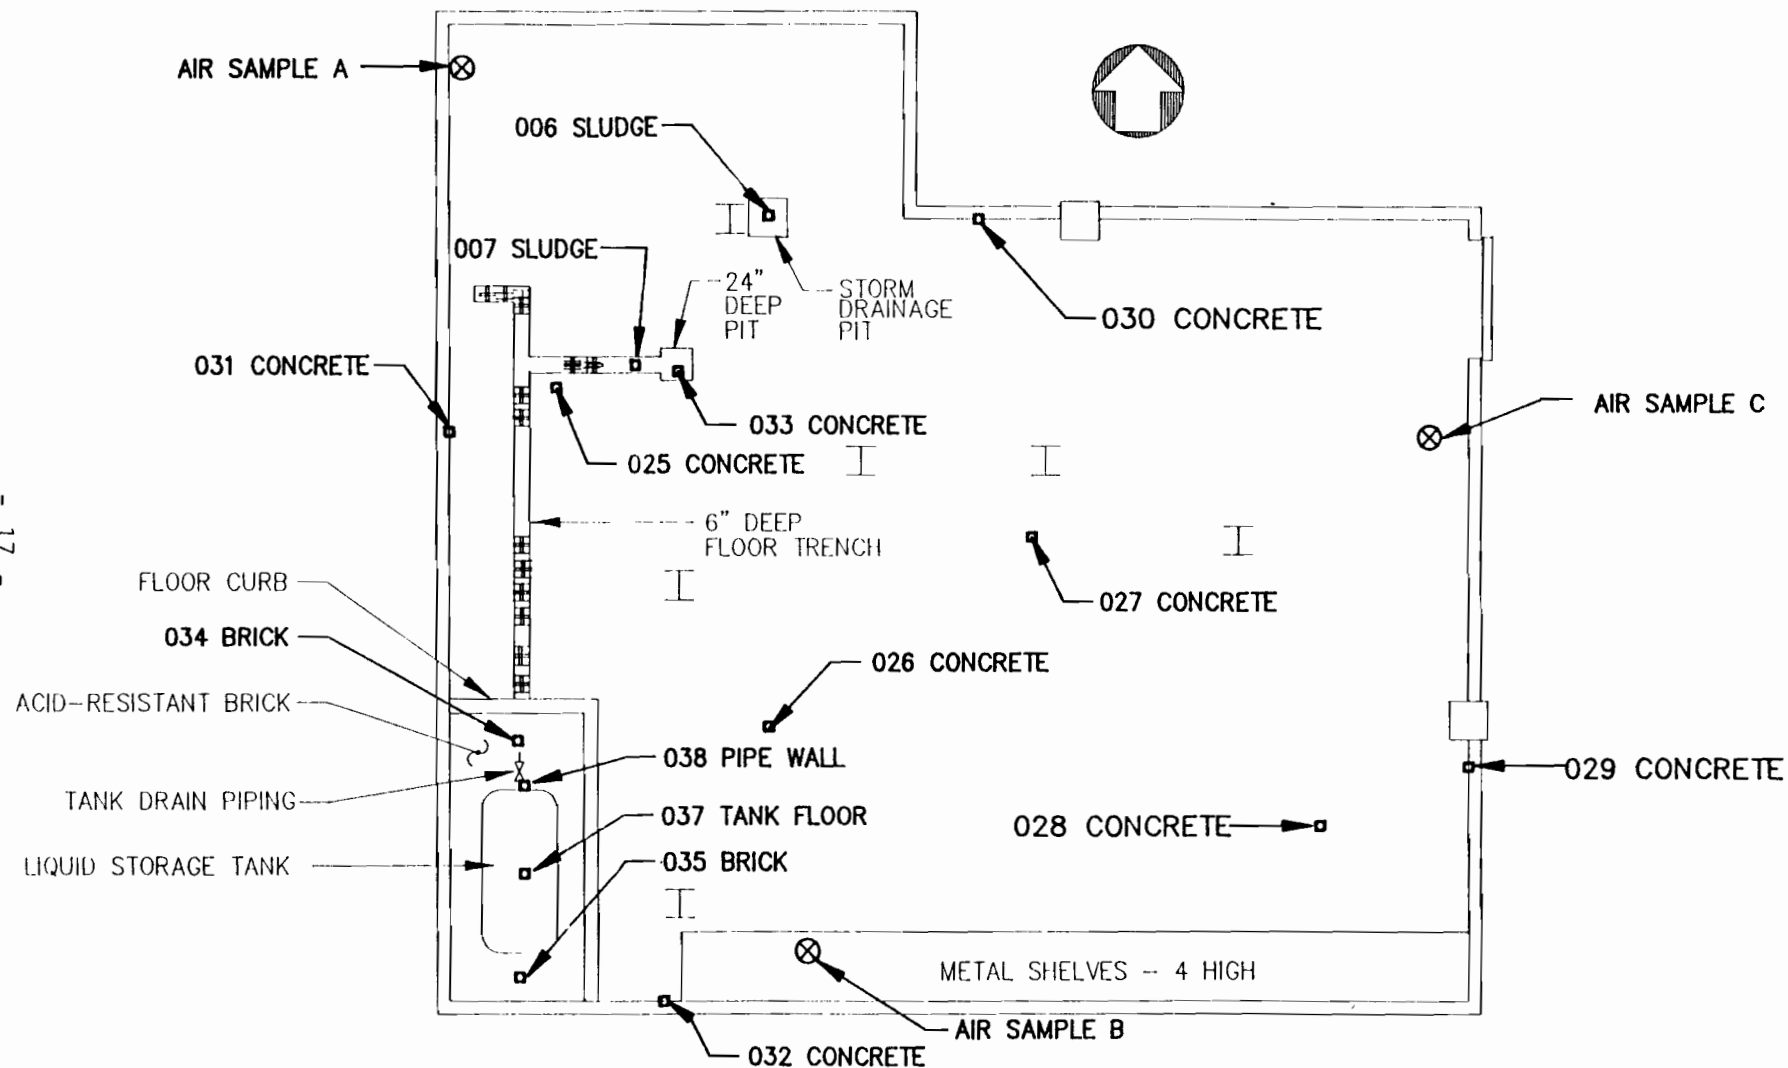 AIR SAMPLE A
006 SLUDGE
007 SLUDGE
24"
DEEP
PIT
STORM
DRAINAGE
PIT
030 CONCRETE
031 CONCRETE
AIR SAMPLE C
033 CONCRETE
025 CONCRETE
- 17 -
6" DEEP
FLOOR TRENCH
FLOOR CURB
027 CONCRETE
034 BRICK
026 CONCRETE
ACID-RESISTANT BRICK
038 PIPE WALL
029 CONCRETE
TANK DRAIN PIPING
037 TANK FLOOR
028 CONCRETE
LIQUID STORAGE TANK
035 BRICK
METAL SHELVES - 4 HIGH
AIR SAMPLE B
032 CONCRETE